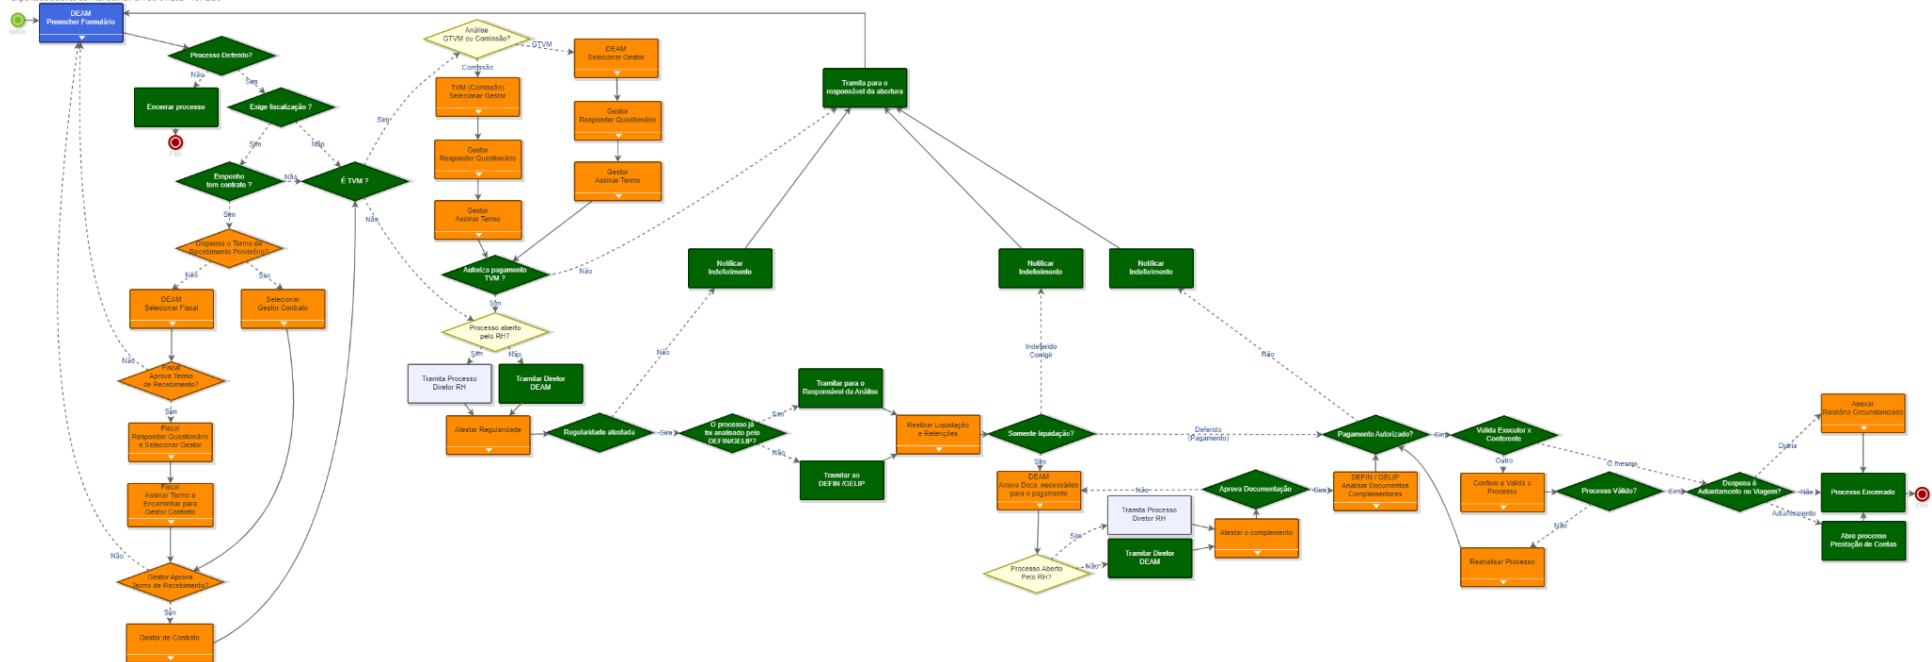 DEAM
Preencher Formulário
Início
Processo Deferido?
Não
Sim
Encerrar processo
Fim
Exige fiscalização ?
Sim
Não
Empenho
tem contrato ?
Não
É TVM ?
Sim
Não
Sim
Dispensa o Termo de
Recebimento Provisório?
Não
Sim
DEAM
Selecionar Fiscal
Selecionar
Gestor Contrato
Não
Fiscal
Aprova Termo
de Recebimento?
Sim
Fiscal
Responder Questionário
e Selecionar Gestor
Fiscal
Assinar Termo e
Encaminhar para
Gestor Contrato
Não
Gestor Aprova
Termo de Recebimento?
Sim
Gestor de Contrato
Análise
GTVM ou Comissão?
GTVM
Comissão
DEAM
Selecionar Gestor
TVM (Comissão)
Selecionar Gestor
Gestor
Responder Questionário
Gestor
Responder Questionário
Gestor
Assinar Termo
Gestor
Assinar Termo
Autoriza pagamento
TVM ?
Não
Sim
Processo aberto
pelo RH?
Sim
Não
Tramita Processo
Diretor RH
Tramitar Diretor
DEAM
Atestar Regularidade
Regularidade atestada
Não
Sim
Tramita para o
responsável da abertura
Notificar
Indeferimento
Notificar
Indeferimento
Notificar
Indeferimento
O processo já
foi analisado pelo
DEFIN/GELIP?
Sim
Não
Tramitar para o
Responsável da Análise
Tramitar ao
DEFIN /GELIP
Realizar Liquidação
e Retenções
Somente liquidação?
Indeferido
Corrigir
Deferido
(Pagamento)
Sim
DEAM
Anexa Docs. necessários
para o pagamento
Processo Aberto
Pelo RH?
Sim
Não
Tramita Processo
Diretor RH
Tramitar Diretor
DEAM
Atestar o complemento
Aprova Documentação
Não
Sim
DEFIN / GELIP
Analisar Documentos
Complementares
Pagamento Autorizado?
Não
Sim
Valida Executor x
Conferente
Outro
O mesmo
Confere e Valida o
Processo
Processo Válido?
Sim
Não
Reanalisar Processo
Despesa é
Adiantamento ou Viagem?
Diária
Não
Adiantamento
Anexar
Relatório Circunstanciado
Processo Encerrado
Abre processo
Prestação de Contas
Fim